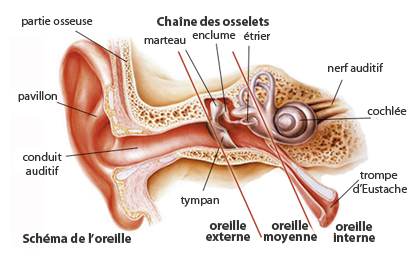 partie osseuse
Chaîne des osselets
marteau
enclume
étrier
nerf auditif
pavillon
cochlée
conduit
auditif
trompe
d'Eustache
tympan
oreille
externe
oreille
moyenne
oreille
interne
Schéma de l'oreille